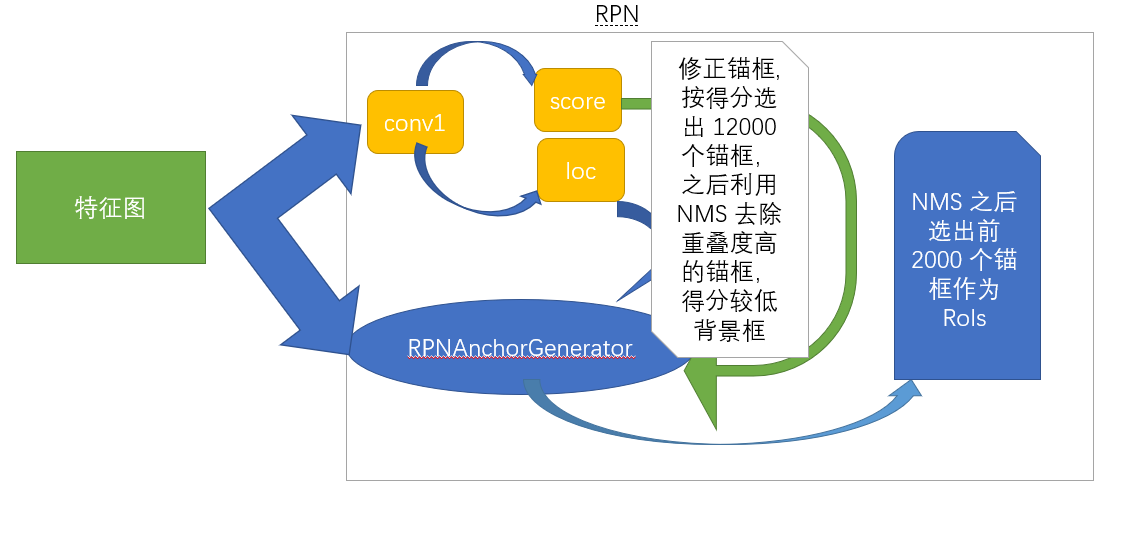 RPN
特征图
conv1
score
loc
修正锚框,
按得分选
出 12000
个锚框,
之后利用
NMS 去除
重叠度高
的锚框,
得分较低
背景框
RPNAnchorGenerator
NMS 之后
选出前
2000 个锚
框作为
RoIs